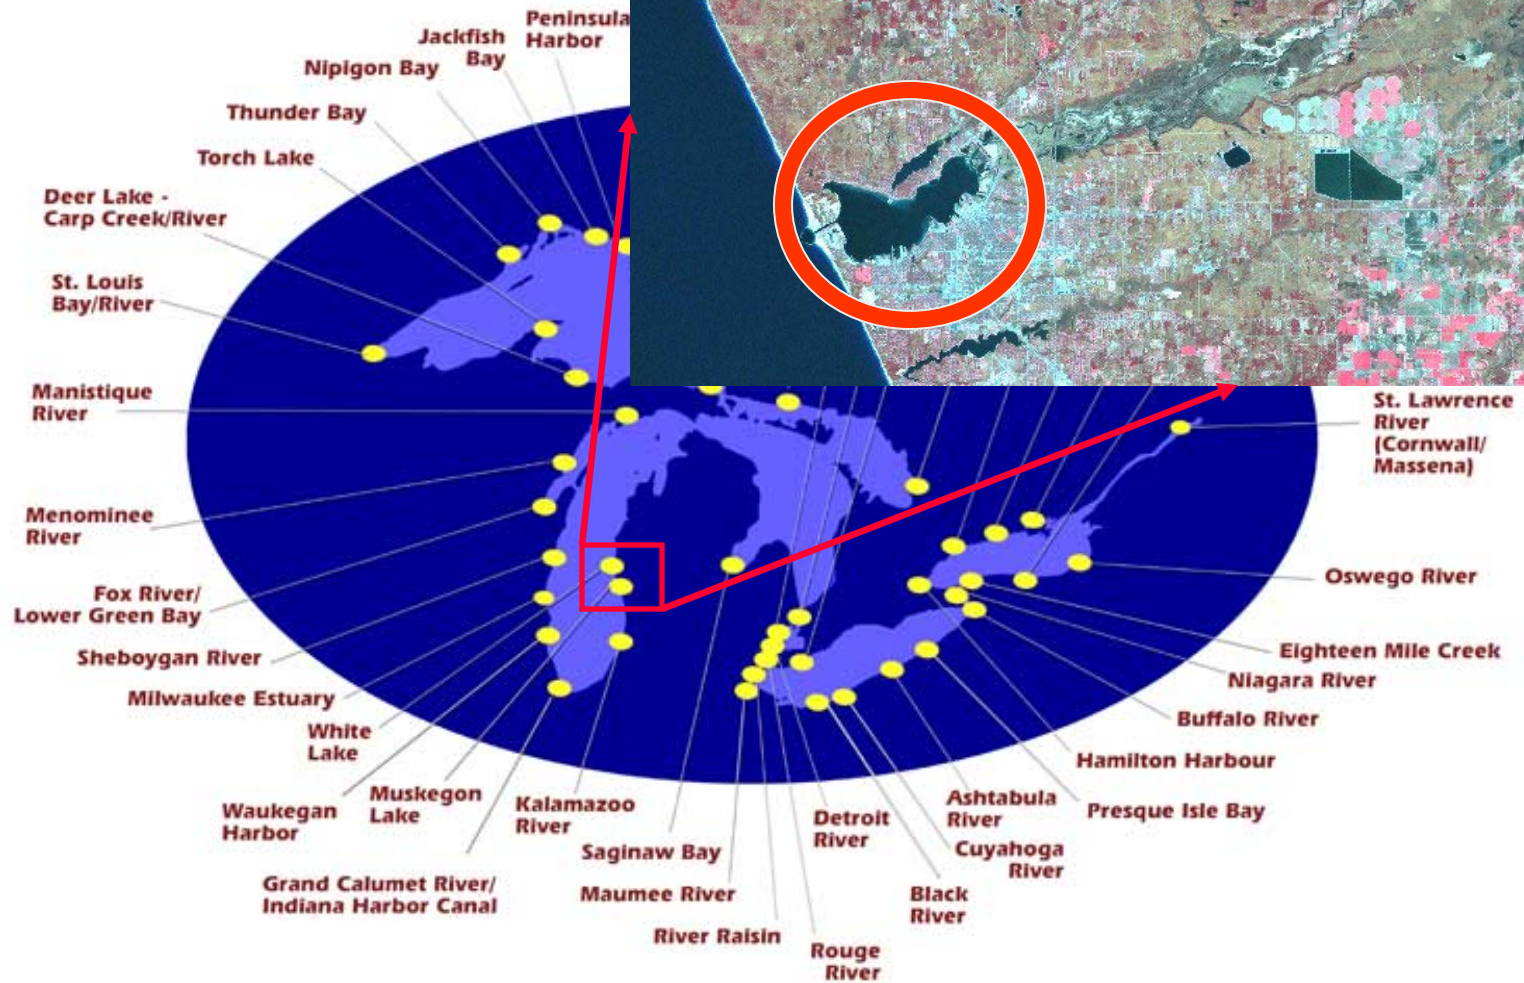 Peninsula
Harbor
Jackfish
Bay
Nipigon Bay
Thunder Bay
Torch Lake
Deer Lake -
Carp Creek/River
St. Louis
Bay/River
Manistique
River
Menominee
River
Fox River/
Lower Green Bay
Sheboygan River
Milwaukee Estuary
White
Lake
Waukegan
Harbor
Muskegon
Lake
Grand Calumet River/
Indiana Harbor Canal
Kalamazoo
River
Saginaw Bay
Maumee River
River Raisin
Rouge
River
Detroit
River
Black
River
Cuyahoga
River
Ashtabula
River
Presque Isle Bay
Hamilton Harbour
Buffalo River
Niagara River
Eighteen Mile Creek
Oswego River
St. Lawrence
River
(Cornwall/
Massena)